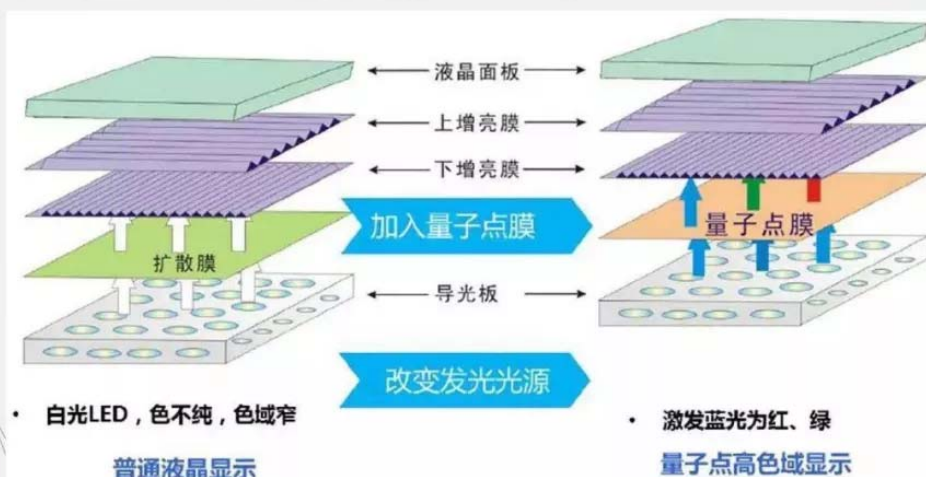 液晶面板
上增亮膜
下增亮膜
加入量子点膜
量子点膜
扩散膜
导光板
改变发光光源
• 白光LED，色不纯，色域窄
• 激发蓝光为红、绿
普通液晶显示
量子点高色域显示